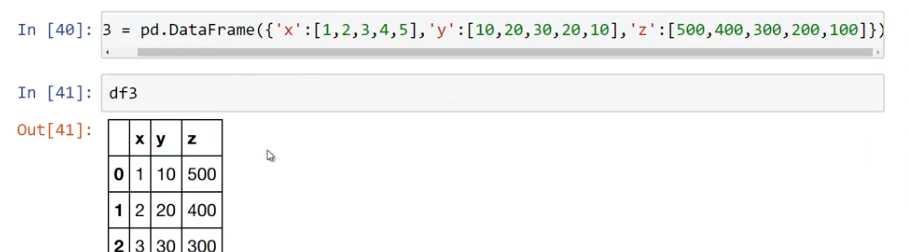 In [40]: 3 = pd.DataFrame({'x':[1,2,3,4,5],'y':[10,20,30,20,10],'z':[500,400,300,200,100]})
In [41]: df3
Out[41]:
x y z
0 1 10 500
1 2 20 400
2 3 30 300